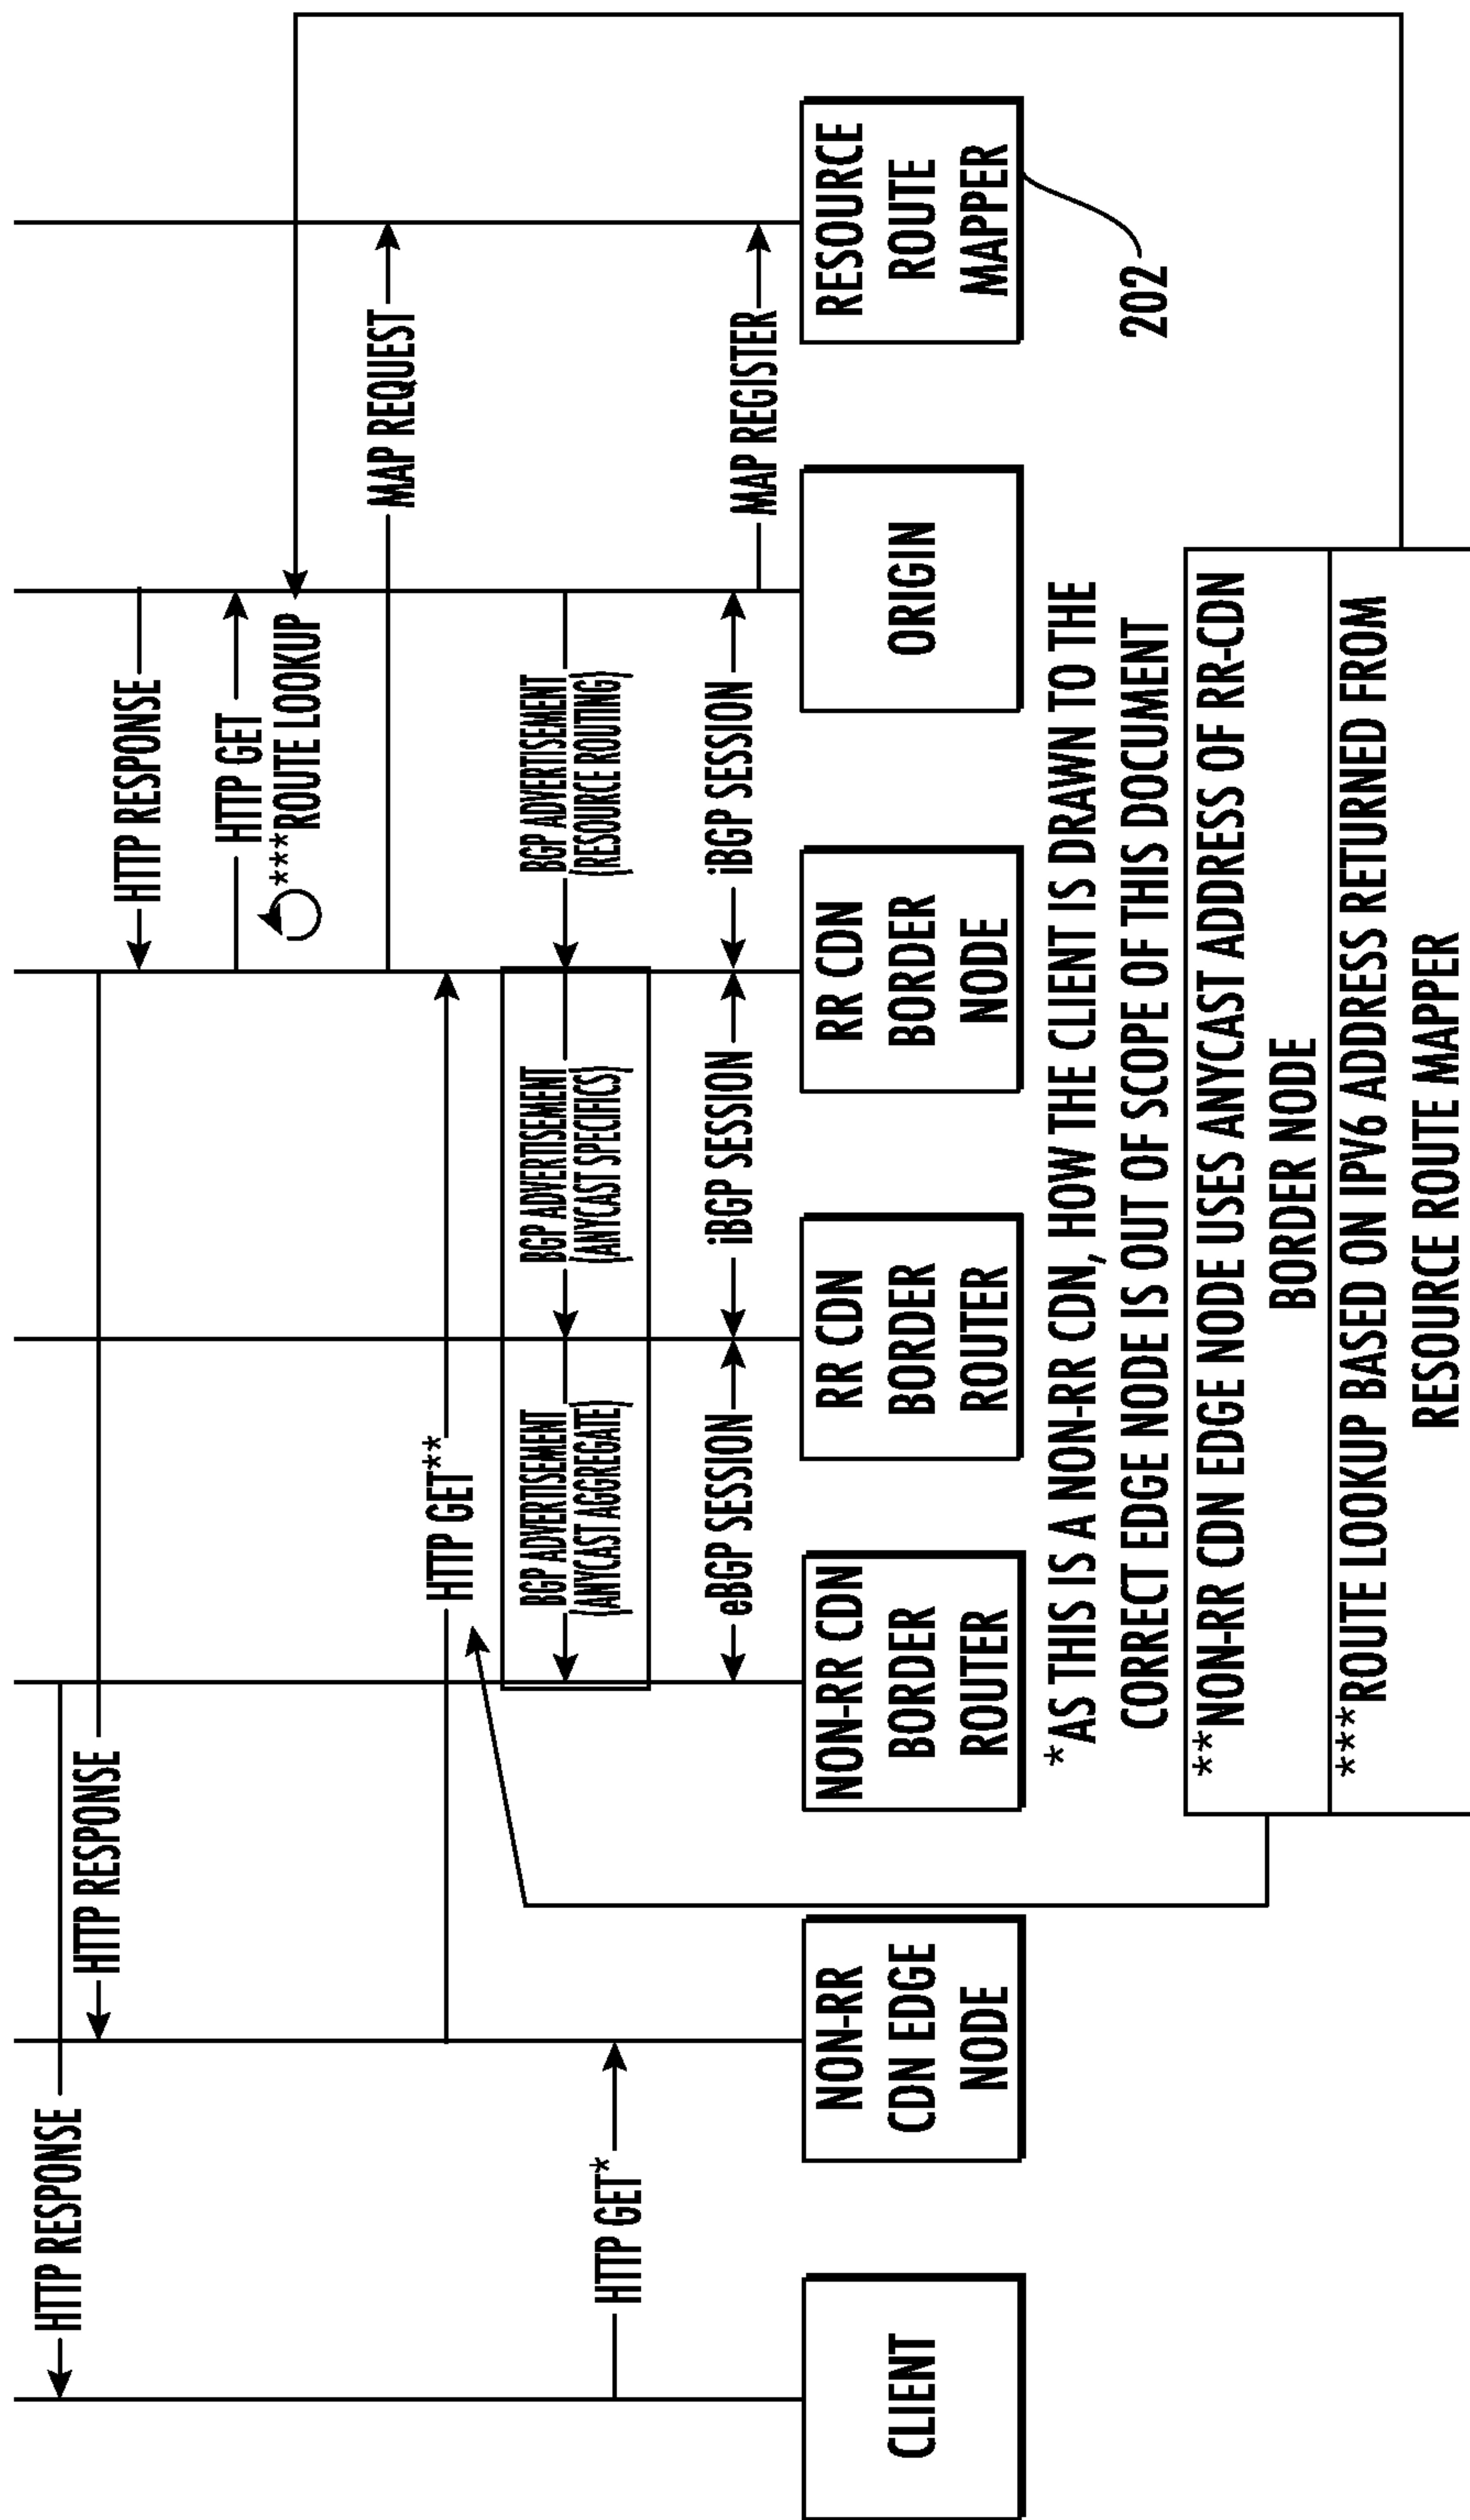 HTTP RESPONSE
HTTP RESPONSE
HTTP RESPONSE
HTTP GET
***ROUTE LOOKUP
MAP REQUEST
HTTP GET**
BGP ADVERTISEMENT
(ANYCAST AGGREGATE)
BGP ADVERTISEMENT
(ANYCAST SPECIFICS)
BGP ADVERTISEMENT
(RESOURCE ROUTING)
HTTP GET*
eBGP SESSION
iBGP SESSION
iBGP SESSION
MAP REGISTER
CLIENT
NON-RR
CDN EDGE
NODE
NON-RR CDN
BORDER
ROUTER
RR CDN
BORDER
ROUTER
RR CDN
BORDER
NODE
ORIGIN
RESOURCE
ROUTE
MAPPER
202
*AS THIS IS A NON-RR CDN, HOW THE CLIENT IS DRAWN TO THE
CORRECT EDGE NODE IS OUT OF SCOPE OF THIS DOCUMENT
**NON-RR CDN EDGE NODE USES ANYCAST ADDRESS OF RR-CDN
BORDER NODE
***ROUTE LOOKUP BASED ON IPV6 ADDRESS RETURNED FROM
RESOURCE ROUTE MAPPER